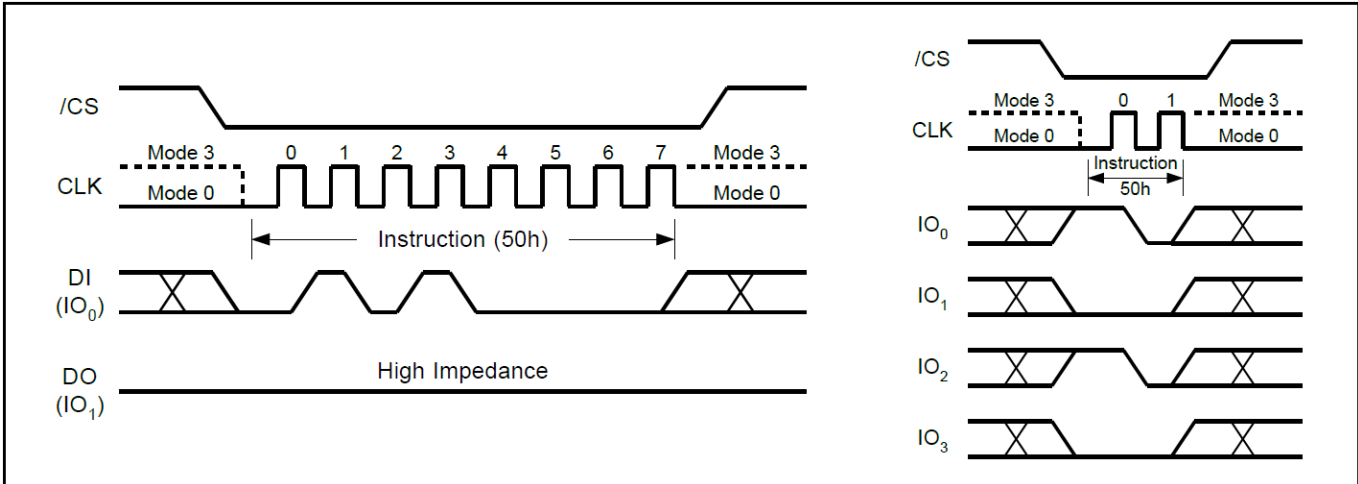 /CS
Mode 3 0 1 2 3 4 5 6 7 Mode 3
CLK
Mode 0 Mode 0
Instruction (50h)
DI
(IO0)
High Impedance
DO
(IO1)
/CS
Mode 3 0 1 Mode 3
CLK
Mode 0 Mode 0
Instruction
50h
IO0
IO1
IO2
IO3